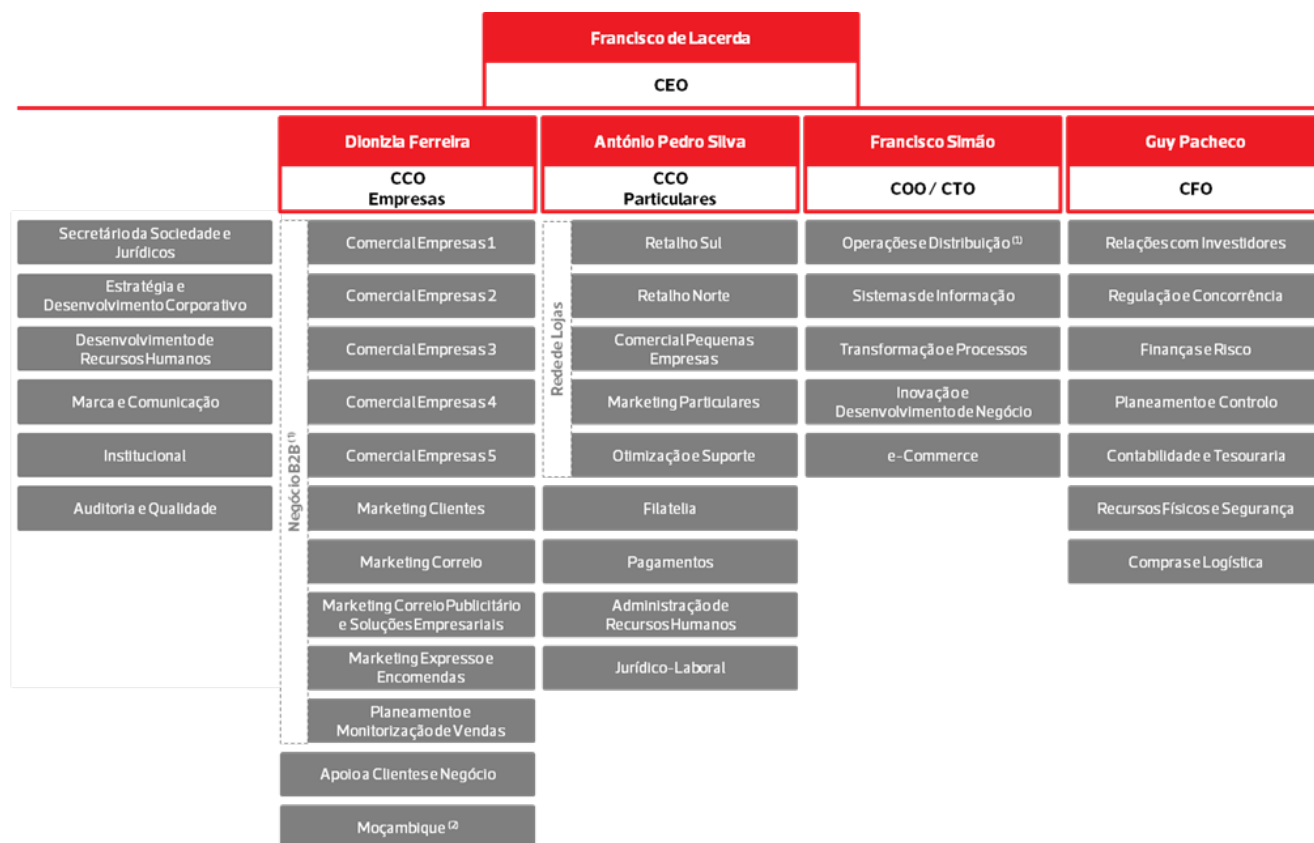 Francisco de Lacerda
CEO
Dionizia Ferreira
CCO
Empresas
António Pedro Silva
CCO
Particulares
Francisco Simão
COO / CTO
Guy Pacheco
CFO
Secretário da Sociedade e
Jurídicos
Estratégia e
Desenvolvimento Corporativo
Desenvolvimento de
Recursos Humanos
Marca e Comunicação
Institucional
Auditoria e Qualidade
Negócio B2B (1)
Comercial Empresas 1
Comercial Empresas 2
Comercial Empresas 3
Comercial Empresas 4
Comercial Empresas 5
Marketing Clientes
Marketing Correio
Marketing Correio Publicitário
e Soluções Empresariais
Marketing Expresso e
Encomendas
Planeamento e
Monitorização de Vendas
Apoio a Clientes e Negócio
Moçambique (2)
Rede de Lojas
Retalho Sul
Retalho Norte
Comercial Pequenas
Empresas
Marketing Particulares
Otimização e Suporte
Filatelia
Pagamentos
Administração de
Recursos Humanos
Jurídico-Laboral
Operações e Distribuição (1)
Sistemas de Informação
Transformação e Processos
Inovação e
Desenvolvimento de Negócio
e-Commerce
Relações com Investidores
Regulação e Concorrência
Finanças e Risco
Planeamento e Controlo
Contabilidade e Tesouraria
Recursos Físicos e Segurança
Compras e Logística